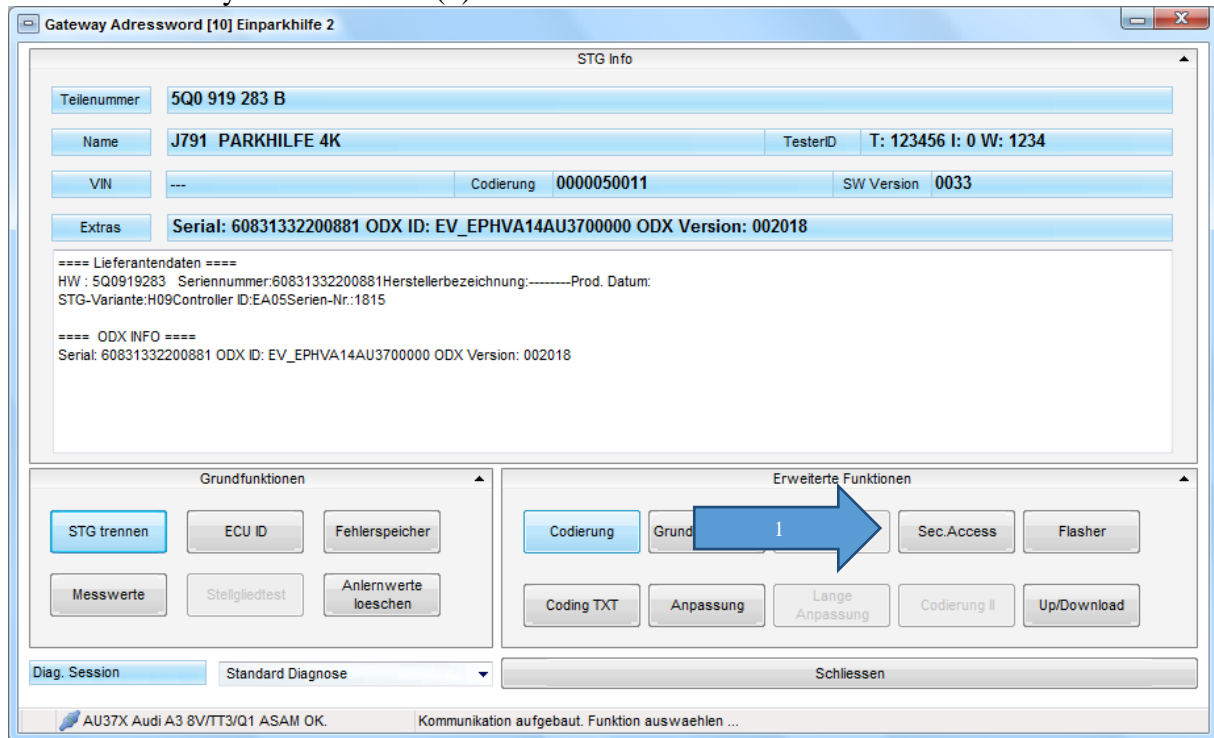 Gateway Adressword [10] Einparkhilfe 2
STG Info
Teilenummer 5Q0 919 283 B
Name J791 PARKHILFE 4K TesterID T: 123456 I: 0 W: 1234
VIN --- Codierung 0000050011 SW Version 0033
Extras Serial: 60831332200881 ODX ID: EV_EPHVA14AU3700000 ODX Version: 002018
==== Lieferantendaten ====
HW : 5Q0919283 Seriennummer:60831332200881Herstellerbezeichnung:--------Prod. Datum:
STG-Variante:H09Controller ID:EA05Serien-Nr.:1815
==== ODX INFO ====
Serial: 60831332200881 ODX ID: EV_EPHVA14AU3700000 ODX Version: 002018
Grundfunktionen
STG trennen ECU ID Fehlerspeicher
Messwerte Stellgliedtest Anlernwerte
loeschen
Erweiterte Funktionen
Codierung Grund 1 Sec.Access Flasher
Coding TXT Anpassung Lange
Anpassung Codierung II Up/Download
Diag. Session Standard Diagnose Schliessen
AU37X Audi A3 8V/TT3/Q1 ASAM OK. Kommunikation aufgebaut. Funktion auswaehlen ...